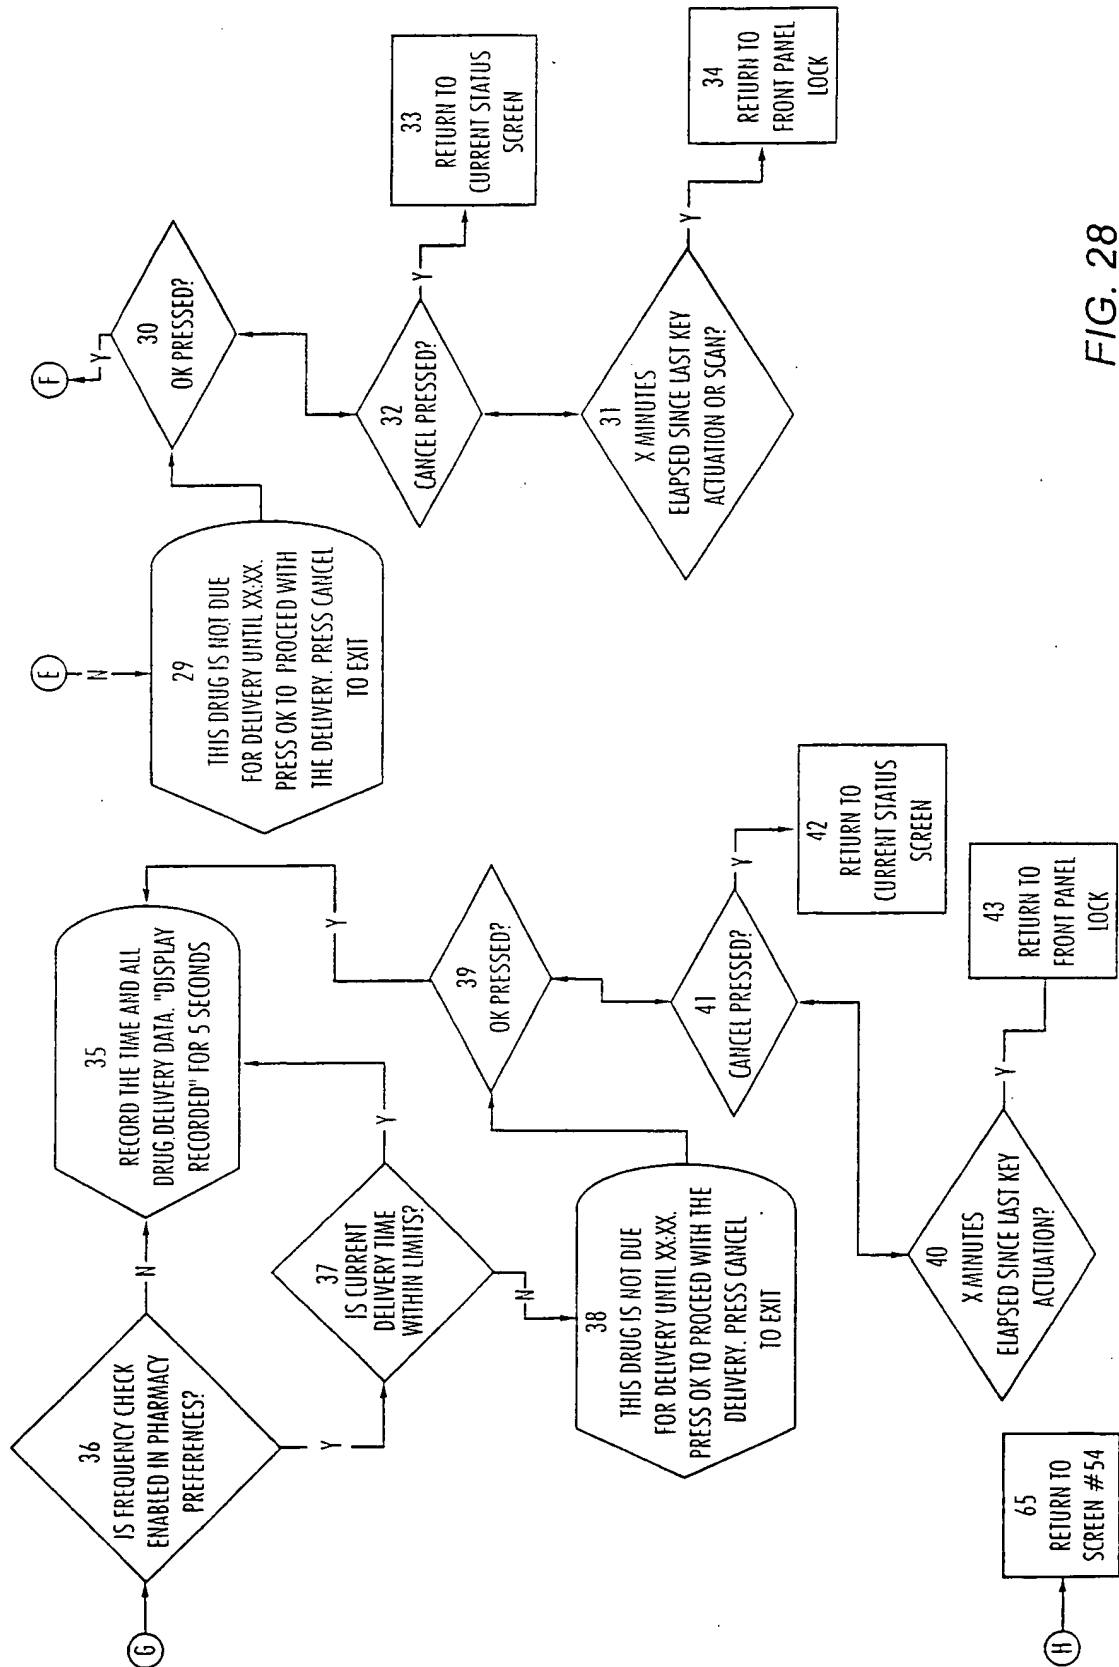 G
36
IS FREQUENCY CHECK
ENABLED IN PHARMACY
PREFERENCES?
N
Y
35
RECORD THE TIME AND ALL
DRUG DELIVERY DATA. "DISPLAY
RECORDED" FOR 5 SECONDS
37
IS CURRENT
DELIVERY TIME
WITHIN LIMITS?
Y
N
38
THIS DRUG IS NOT DUE
FOR DELIVERY UNTIL XX:XX.
PRESS OK TO PROCEED WITH THE
DELIVERY. PRESS CANCEL
TO EXIT
39
OK PRESSED?
Y
41
CANCEL PRESSED?
Y
42
RETURN TO
CURRENT STATUS
SCREEN
40
X MINUTES
ELAPSED SINCE LAST KEY
ACTUATION?
Y
43
RETURN TO
FRONT PANEL
LOCK
H
65
RETURN TO
SCREEN #54
E
N
29
THIS DRUG IS NOT DUE
FOR DELIVERY UNTIL XX:XX.
PRESS OK TO PROCEED WITH
THE DELIVERY. PRESS CANCEL
TO EXIT
F
Y
30
OK PRESSED?
32
CANCEL PRESSED?
Y
33
RETURN TO
CURRENT STATUS
SCREEN
31
X MINUTES
ELAPSED SINCE LAST KEY
ACTUATION OR SCAN?
Y
34
RETURN TO
FRONT PANEL
LOCK
FIG. 28